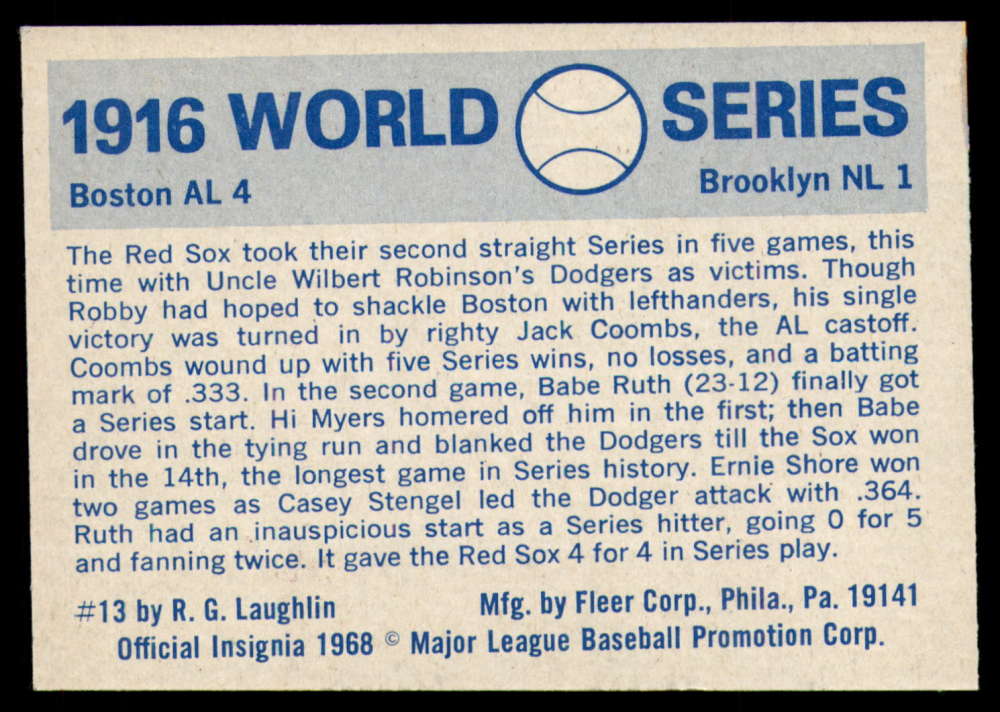 1916 WORLD SERIES
Boston AL 4 Brooklyn NL 1
The Red Sox took their second straight Series in five games, this
time with Uncle Wilbert Robinson's Dodgers as victims. Though
Robby had hoped to shackle Boston with lefthanders, his single
victory was turned in by righty Jack Coombs, the AL castoff.
Coombs wound up with five Series wins, no losses, and a batting
mark of .333. In the second game, Babe Ruth (23-12) finally got
a Series start. Hi Myers homered off him in the first; then Babe
drove in the tying run and blanked the Dodgers till the Sox won
in the 14th, the longest game in Series history. Ernie Shore won
two games as Casey Stengel led the Dodger attack with .364.
Ruth had an inauspicious start as a Series hitter, going 0 for 5
and fanning twice. It gave the Red Sox 4 for 4 in Series play.
#13 by R. G. Laughlin Mfg. by Fleer Corp., Phila., Pa. 19141
Official Insignia 1968 © Major League Baseball Promotion Corp.